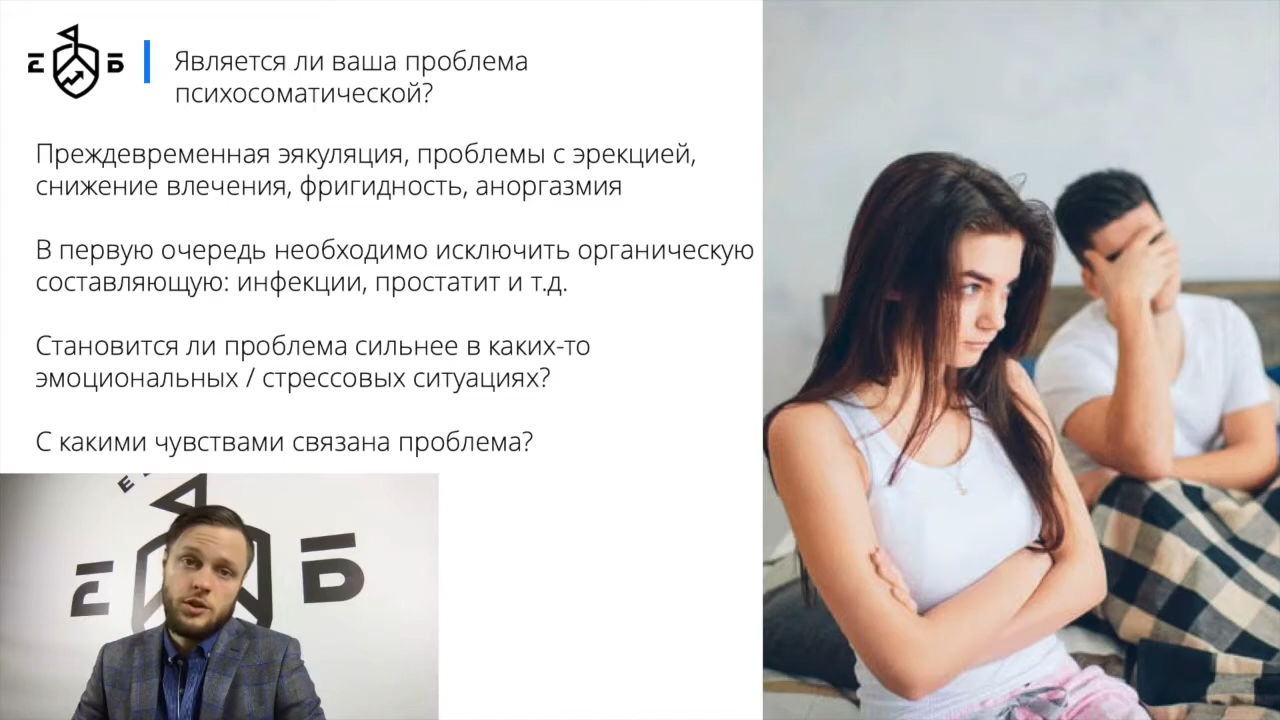 Є Б
Является ли ваша проблема
психосоматической?
Преждевременная эякуляция, проблемы с эрекцией,
снижение влечения, фригидность, аноргазмия
В первую очередь необходимо исключить органическую
составляющую: инфекции, простатит и т.д.
Становится ли проблема сильнее в каких-то
эмоциональных / стрессовых ситуациях?
С какими чувствами связана проблема?
Є Б